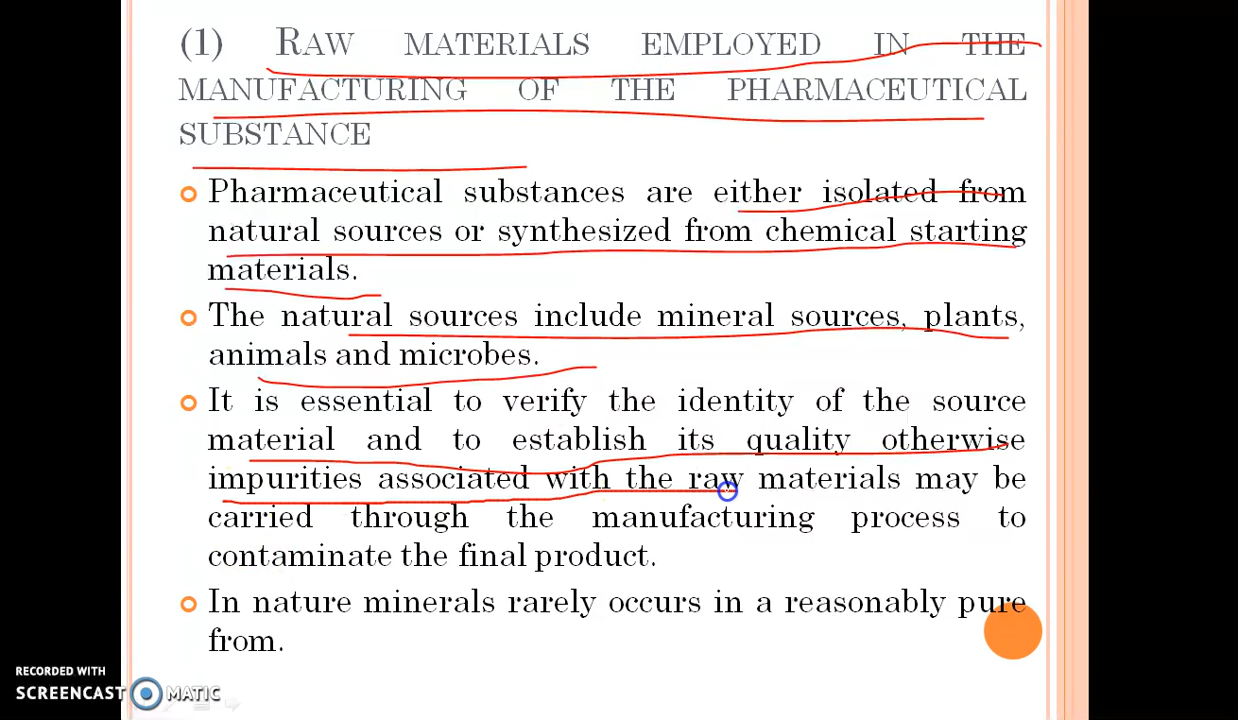 (1) RAW MATERIALS EMPLOYED IN THE
MANUFACTURING OF THE PHARMACEUTICAL
SUBSTANCE
Pharmaceutical substances are either isolated from
natural sources or synthesized from chemical starting
materials.
The natural sources include mineral sources, plants,
animals and microbes.
It is essential to verify the identity of the source
material and to establish its quality otherwise
impurities associated with the raw materials may be
carried through the manufacturing process to
contaminate the final product.
In nature minerals rarely occurs in a reasonably pure
from.
RECORDED WITH
SCREENCAST MATIC